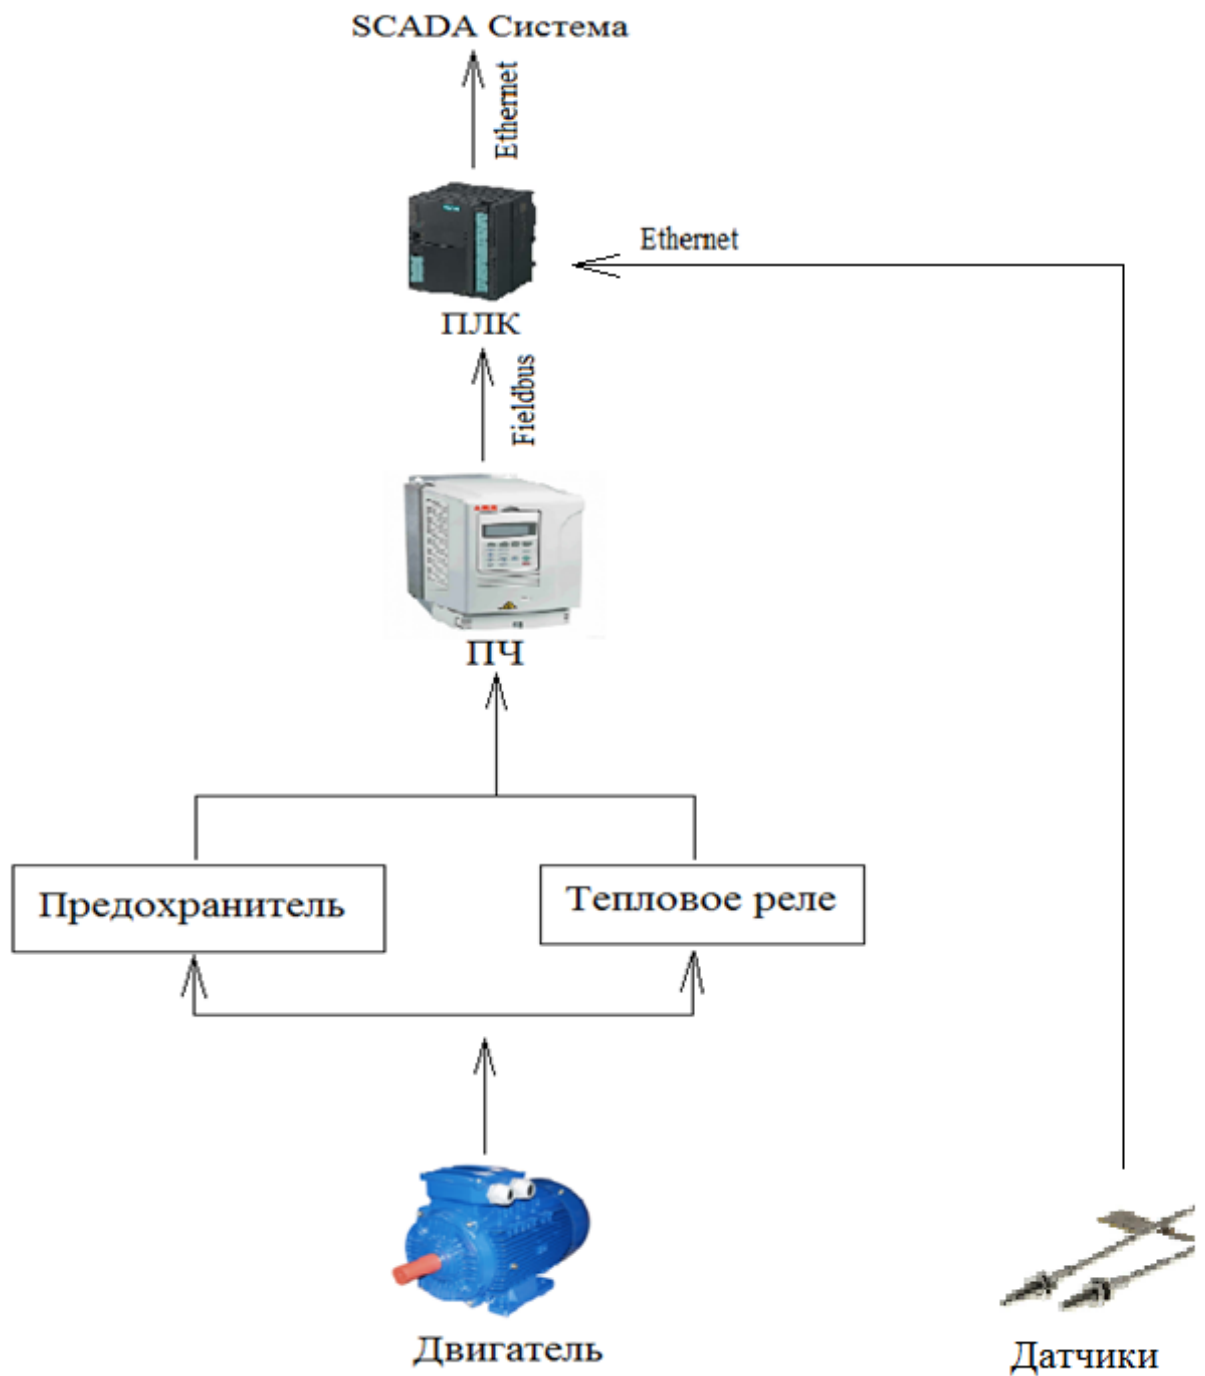 SCADA Система
Ethernet
Ethernet
ПЛК
Fieldbus
ПЧ
Предохранитель
Тепловое реле
Двигатель
Датчики